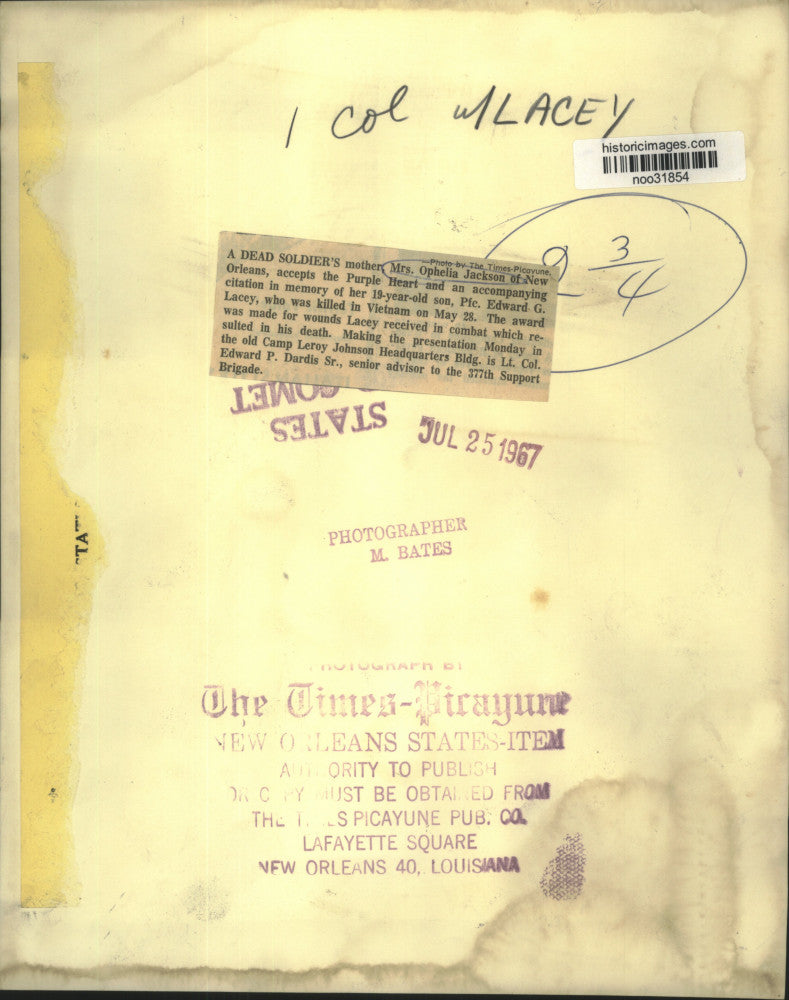 1 col w/LACEY
historicimages.com
noo31854
2 3/4
—Photo by The Times-Picayune.
A DEAD SOLDIER'S mother, Mrs. Ophelia Jackson of New
Orleans, accepts the Purple Heart and an accompanying
citation in memory of her 19-year-old son, Pfc. Edward G.
Lacey, who was killed in Vietnam on May 28. The award
was made for wounds Lacey received in combat which re-
sulted in his death. Making the presentation Monday in
the old Camp Leroy Johnson Headquarters Bldg. is Lt. Col.
Edward P. Dardis Sr., senior advisor to the 377th Support
Brigade.
STATES
JUL 25 1967
PHOTOGRAPHER
M. BATES
PHOTOGRAPH BY
The Times-Picayune
NEW ORLEANS STATES-ITEM
AUTHORITY TO PUBLISH
OR COPY MUST BE OBTAINED FROM
THE TIMES PICAYUNE PUB. CO.
LAFAYETTE SQUARE
NEW ORLEANS 40, LOUISIANA